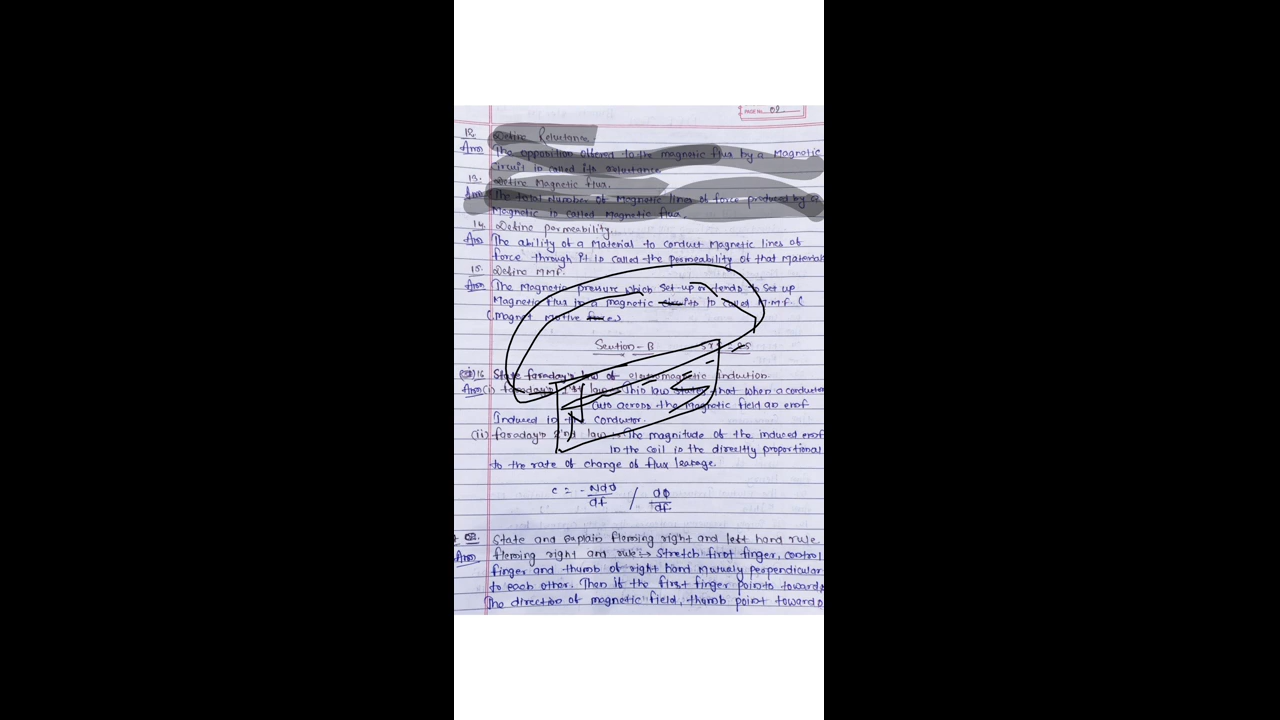 PAGE No. 02
12. Define Reluctance
Ans The opposition offered to the magnetic flux by a Magnetic
circuit is called its reluctance.
13. Define Magnetic flux.
Ans The total number of Magnetic lines of force produced by a
Magnetic is called Magnetic flux.
14. Define permeability.
Ans The ability of a Material to conduct Magnetic lines of
force through it is called the permeability of that Material
15. Define MMF.
Ans The Magnetic pressure which set-up or tends to set up
Magnetic flux in a magnetic circuits is called M.M.F. (
(Magnet motive force)
Section - B
16 State faraday's law of electromagnetic induction.
Ans (i) faraday's 1st law → This law states that when a conductor
cuts across the magnetic field an emf
Induced in the conductor.
(ii) faraday's 2nd law → The magnitude of the induced emf
in the coil is the directly proportional
to the rate of change of flux leakage.
e = -Ndϕ/dt / dϕ/dt
State and Explain fleming right and left hand rule.
Ans fleming right and rule → Stretch first finger, control
finger and thumb of right hand Mutualy perpendicular
to each other. Then if the first finger points towards
The direction of magnetic field, thumb point towards